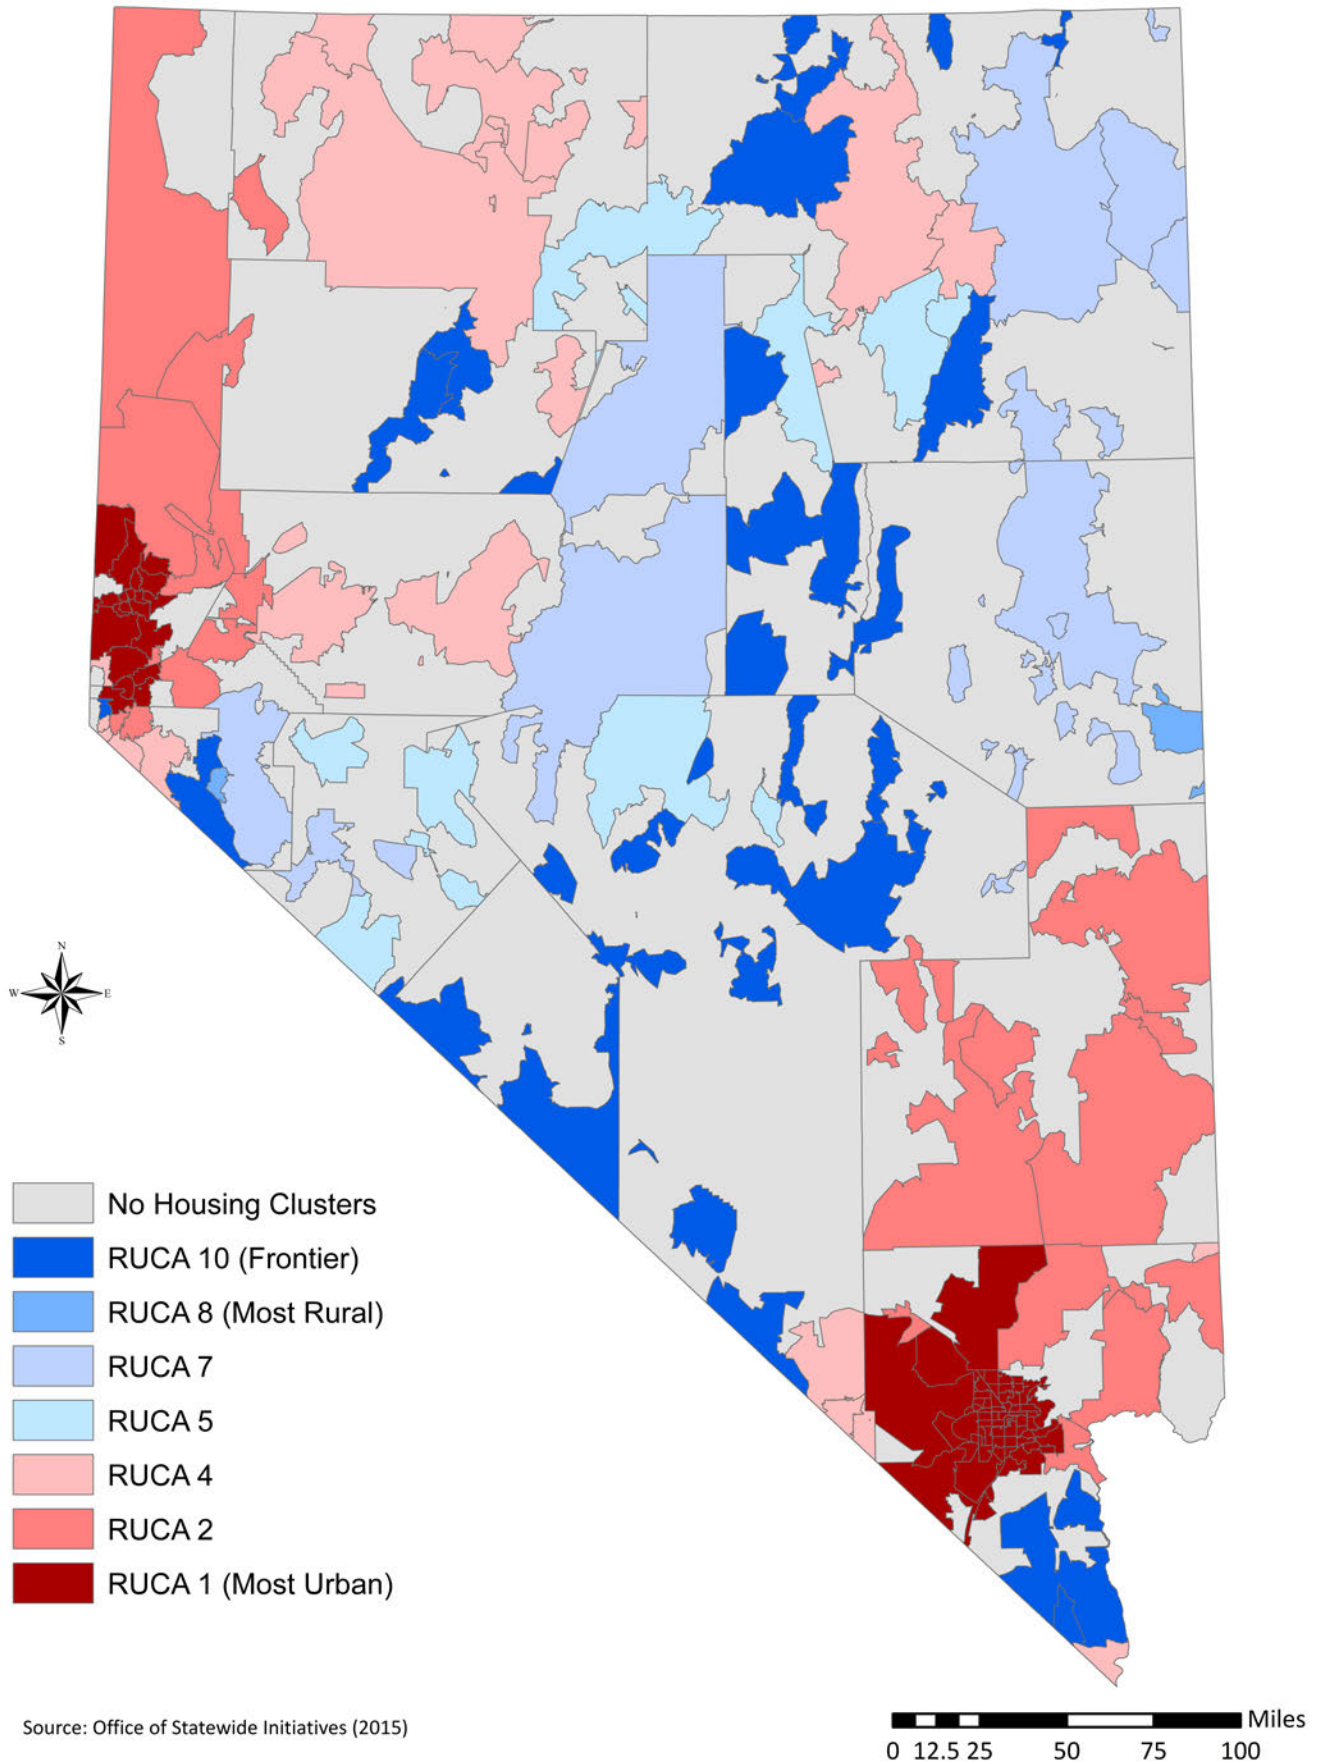 N
W E
S
No Housing Clusters
RUCA 10 (Frontier)
RUCA 8 (Most Rural)
RUCA 7
RUCA 5
RUCA 4
RUCA 2
RUCA 1 (Most Urban)
Source: Office of Statewide Initiatives (2015)
Miles
0 12.5 25 50 75 100